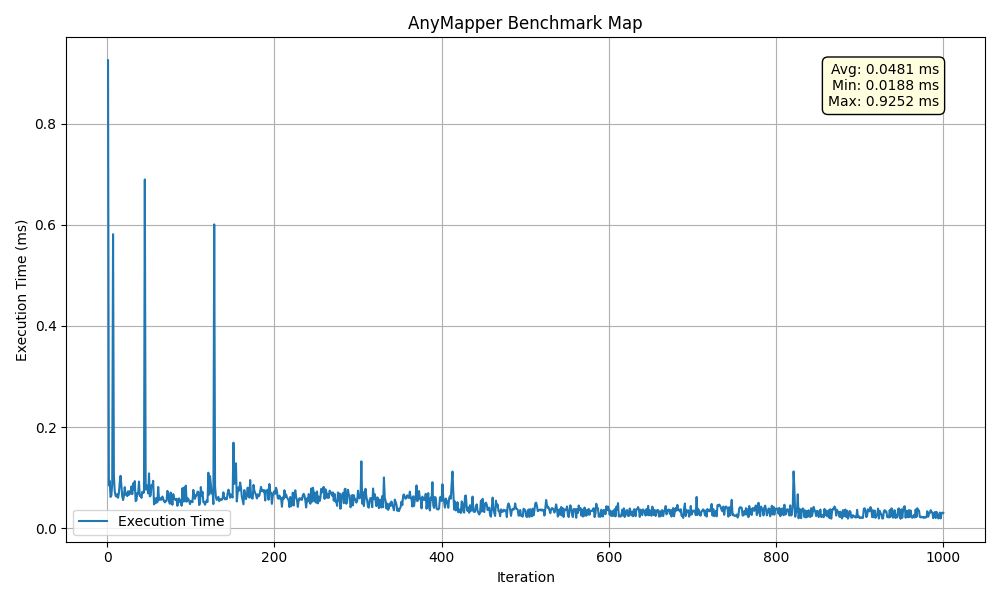 AnyMapper Benchmark Map
Avg: 0.0481 ms
Min: 0.0188 ms
Max: 0.9252 ms
Execution Time (ms)
0.8
0.6
0.4
0.2
0.0
Execution Time
0 200 400 600 800 1000
Iteration